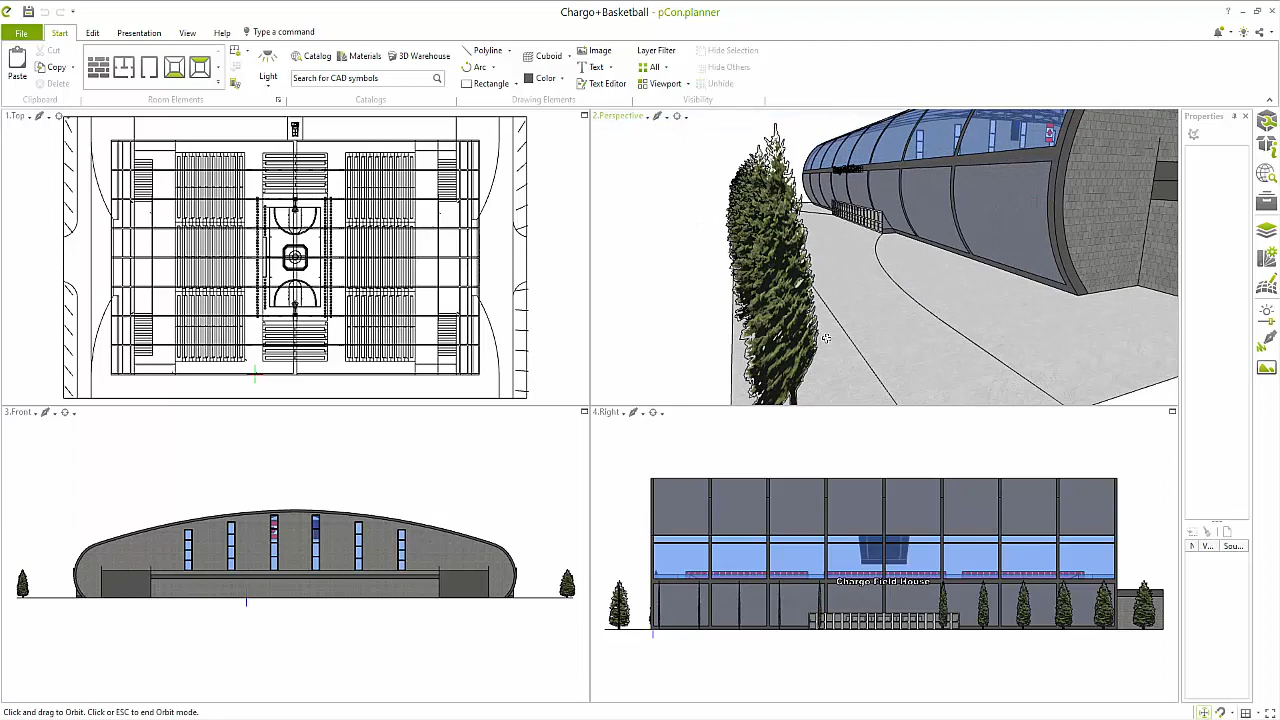 Chargo+Basketball - pCon.planner
File Start Edit Presentation View Help Type a command
Paste Cut Copy Delete
Clipboard
Room Elements
Light Catalog Materials 3D Warehouse
Search for CAD symbols
Catalogs
Polyline Cuboid Image
Arc Text
Rectangle Color Text Editor
Drawing Elements
Layer Filter Hide Selection
All Hide Others
Viewport Unhide
Visibility
1.Top
2.Perspective
Properties
3.Front
4.Right
N V... Sou...
Chargo Field House
Click and drag to Orbit. Click or ESC to end Orbit mode.